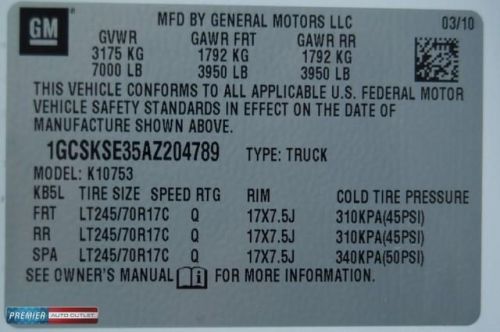 GM
MFD BY GENERAL MOTORS LLC 03/10
GVWR GAWR FRT GAWR RR
3175 KG 1792 KG 1792 KG
7000 LB 3950 LB 3950 LB
THIS VEHICLE CONFORMS TO ALL APPLICABLE U.S. FEDERAL MOTOR
VEHICLE SAFETY STANDARDS IN EFFECT ON THE DATE OF
MANUFACTURE SHOWN ABOVE.
1GCSKSE35AZ204789 TYPE: TRUCK
MODEL: K10753
KB5L TIRE SIZE SPEED RTG RIM COLD TIRE PRESSURE
FRT LT245/70R17C Q 17X7.5J 310KPA(45PSI)
RR LT245/70R17C Q 17X7.5J 310KPA(45PSI)
SPA LT245/70R17C Q 17X7.5J 340KPA(50PSI)
SEE OWNER'S MANUAL FOR MORE INFORMATION.
PREMIER AUTO OUTLET